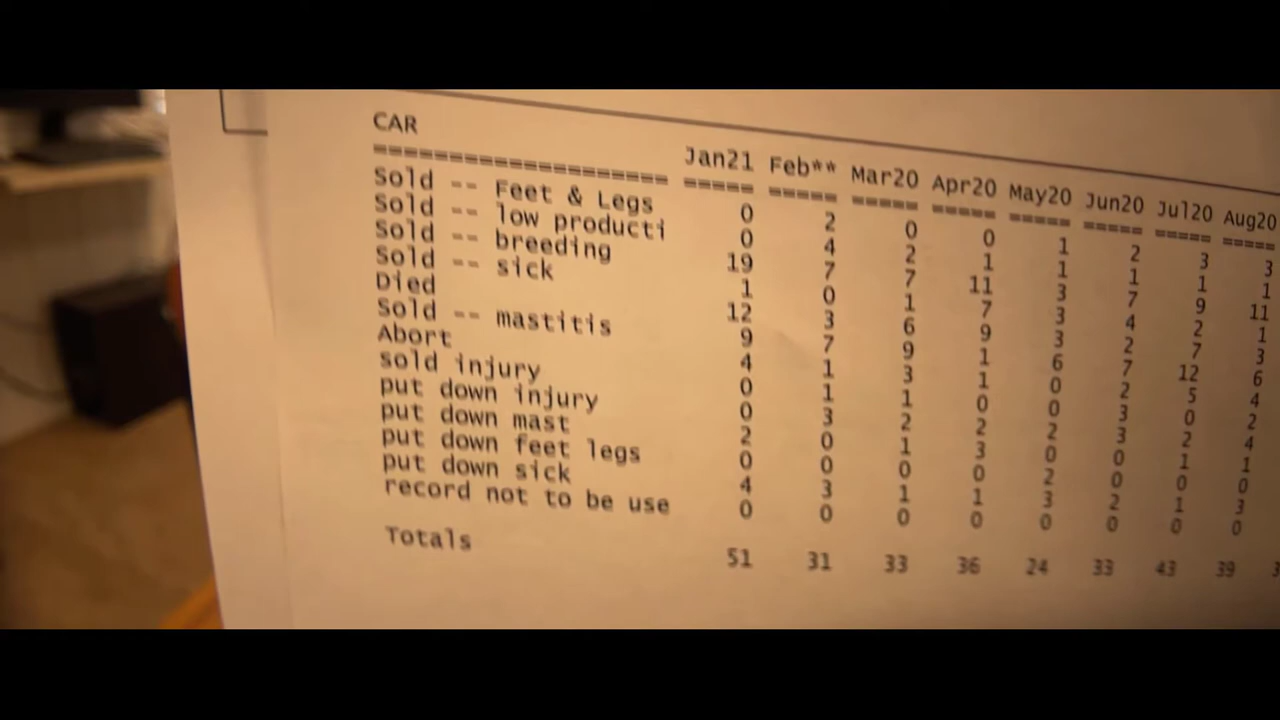 CAR Jan21 Feb** Mar20 Apr20 May20 Jun20 Jul20 Aug20
==================== ===== ===== ===== ===== ===== ===== ===== =====
Sold -- Feet & Legs 0 2 0 0 1 2 3 3
Sold -- low producti 0 4 2 1 1 1 1 1
Sold -- breeding 19 7 7 11 3 7 9 11
Sold -- sick 1 0 1 7 3 4 2 1
Died 12 3 6 9 3 2 7 3
Sold -- mastitis 9 7 9 1 6 7 12 6
Abort 4 1 3 1 0 2 5 4
sold injury 0 1 1 0 0 3 0 2
put down injury 0 3 2 2 2 3 2 4
put down mast 2 0 1 3 0 0 1 1
put down feet legs 0 0 0 0 2 0 0 0
put down sick 4 3 1 1 3 2 1 3
record not to be use 0 0 0 0 0 0 0 0
Totals 51 31 33 36 24 33 43 39